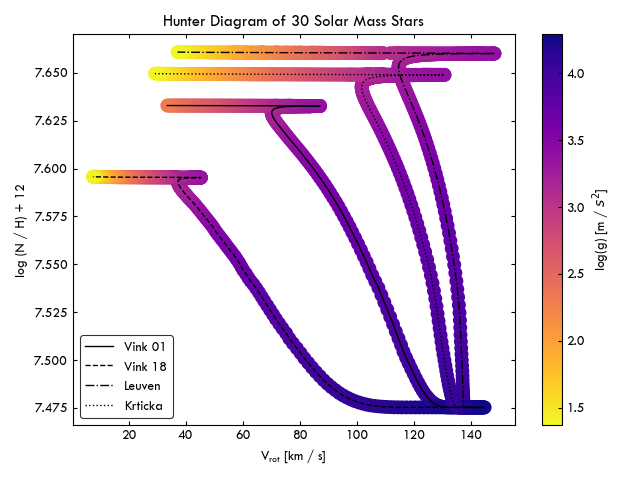 Hunter Diagram of 30 Solar Mass Stars
log (N / H) + 12
7.650
7.625
7.600
7.575
7.550
7.525
7.500
7.475
Vink 01
Vink 18
Leuven
Krticka
20 40 60 80 100 120 140
V_rot [km / s]
4.0
3.5
3.0
2.5
2.0
1.5
log(g) [m / s²]